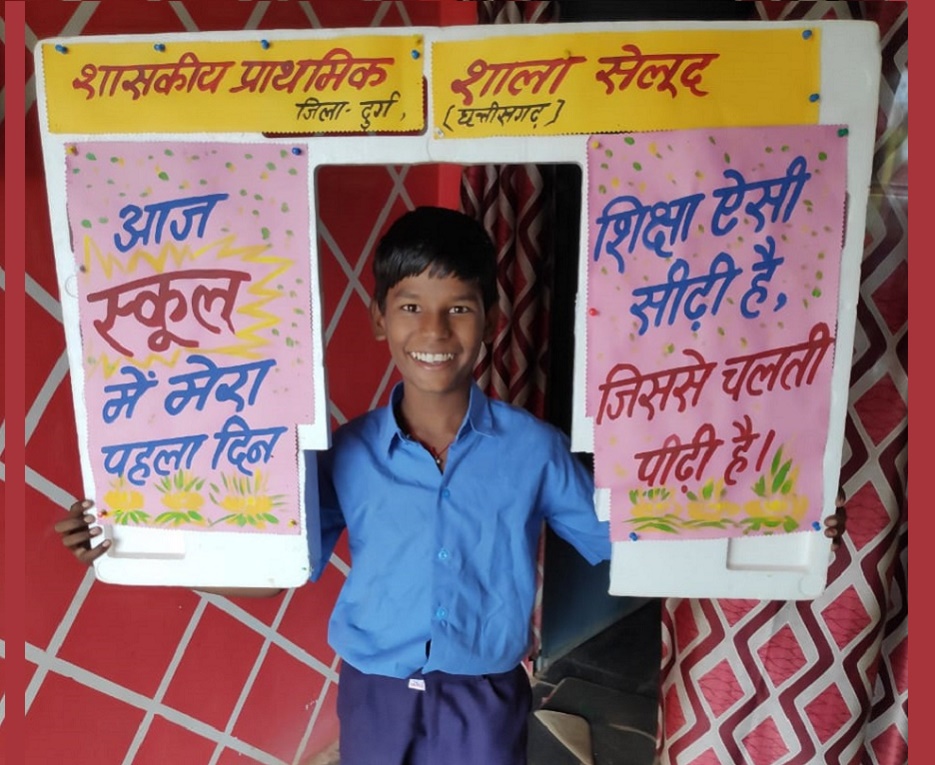 शासकीय प्राथमिक शाला सेलूद
जिला- दुर्ग, (छत्तीसगढ़)
आज
स्कूल
में मेरा
पहला दिन
शिक्षा ऐसी
सीढ़ी है,
जिससे चलती
पीढ़ी है।